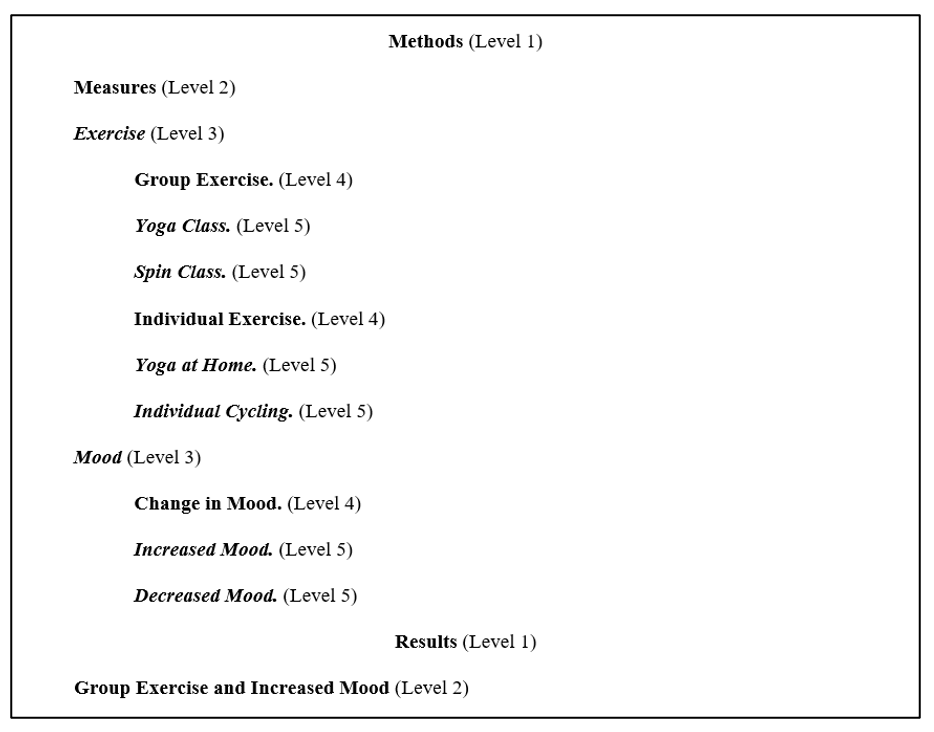 Methods (Level 1)
Measures (Level 2)
Exercise (Level 3)
Group Exercise. (Level 4)
Yoga Class. (Level 5)
Spin Class. (Level 5)
Individual Exercise. (Level 4)
Yoga at Home. (Level 5)
Individual Cycling. (Level 5)
Mood (Level 3)
Change in Mood. (Level 4)
Increased Mood. (Level 5)
Decreased Mood. (Level 5)
Results (Level 1)
Group Exercise and Increased Mood (Level 2)